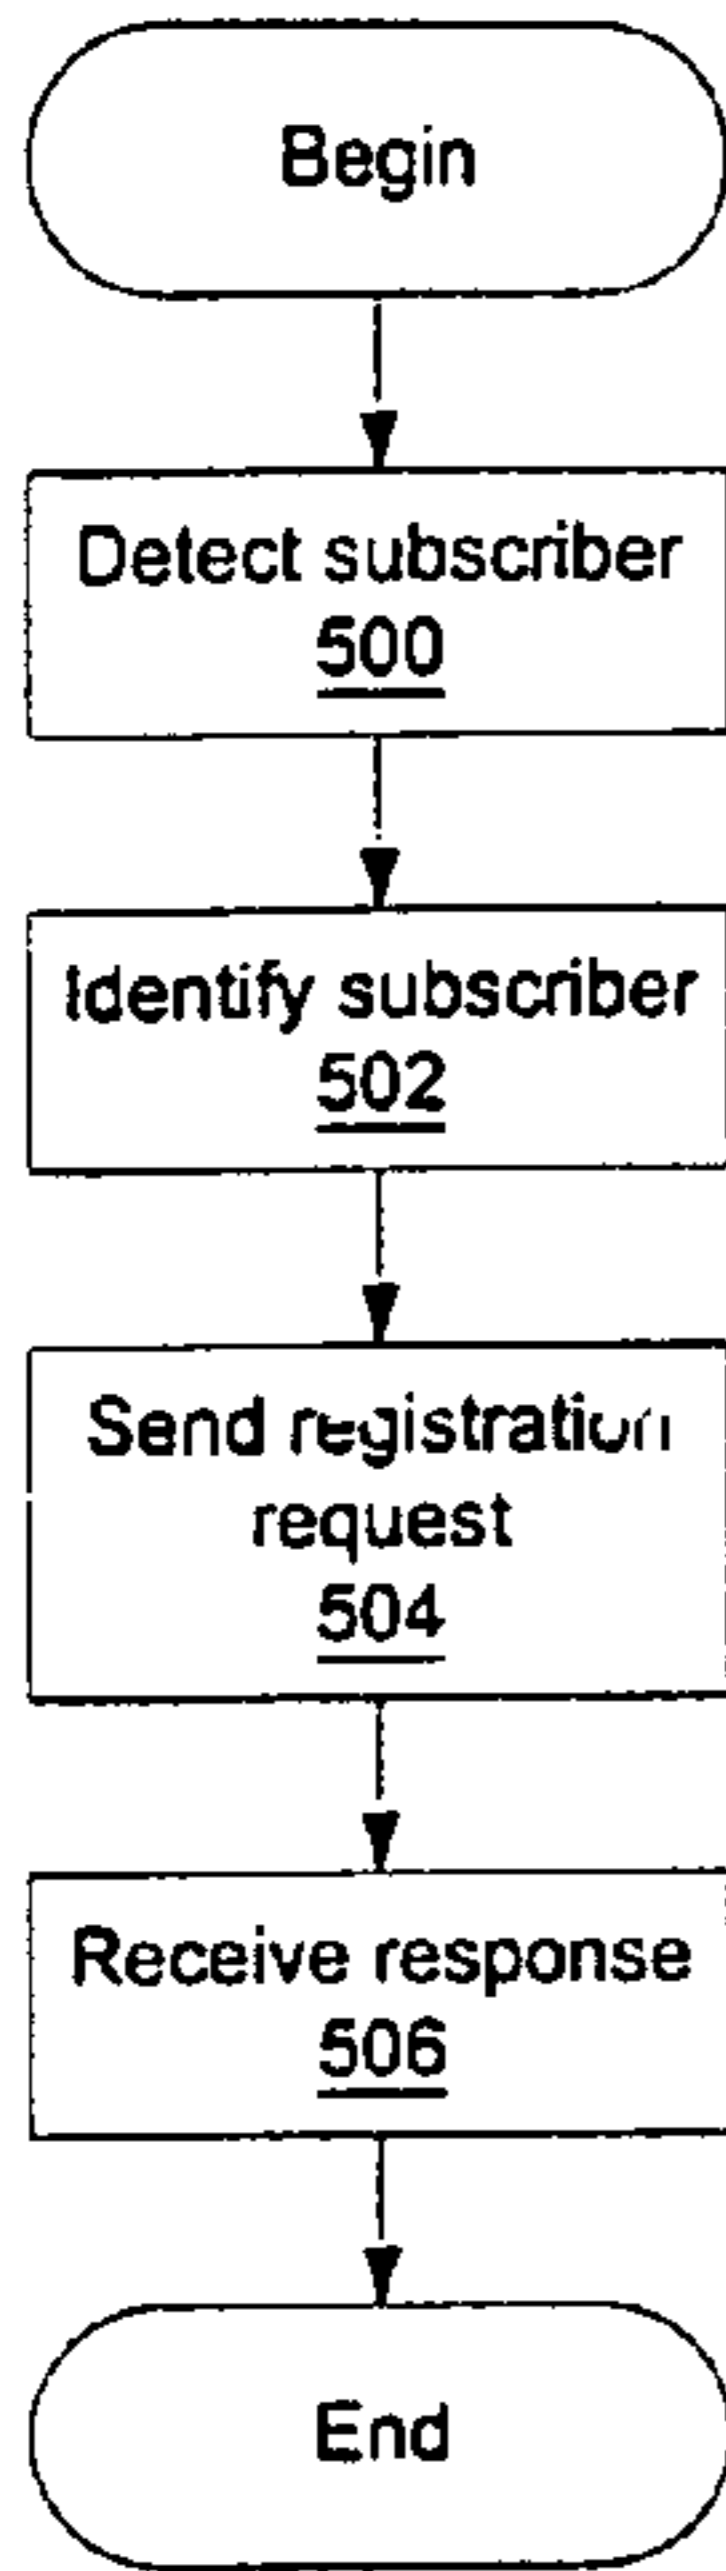 Begin
Detect subscriber
500
Identify subscriber
502
Send registration
request
504
Receive response
506
End